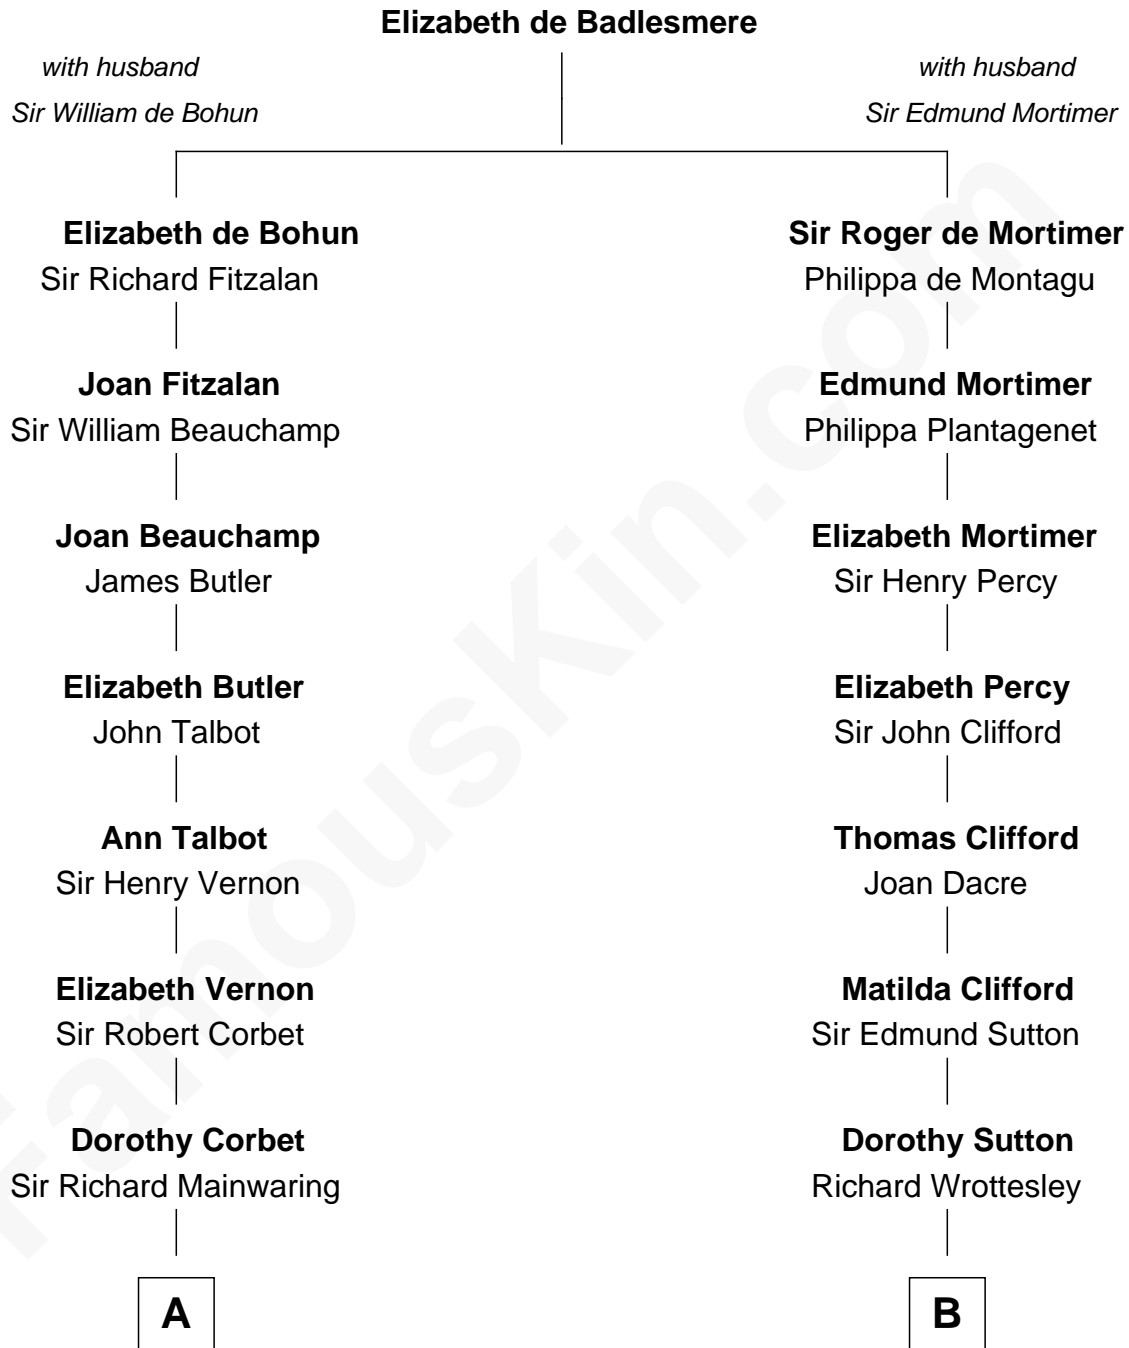 Elizabeth de Badlesmere
with husband
Sir William de Bohun
with husband
Sir Edmund Mortimer
Elizabeth de Bohun
Sir Richard Fitzalan
Sir Roger de Mortimer
Philippa de Montagu
Joan Fitzalan
Sir William Beauchamp
Edmund Mortimer
Philippa Plantagenet
Joan Beauchamp
James Butler
Elizabeth Mortimer
Sir Henry Percy
Elizabeth Butler
John Talbot
Elizabeth Percy
Sir John Clifford
Ann Talbot
Sir Henry Vernon
Thomas Clifford
Joan Dacre
Elizabeth Vernon
Sir Robert Corbet
Matilda Clifford
Sir Edmund Sutton
Dorothy Corbet
Sir Richard Mainwaring
Dorothy Sutton
Richard Wrottesley
A
B
FamousKin.com